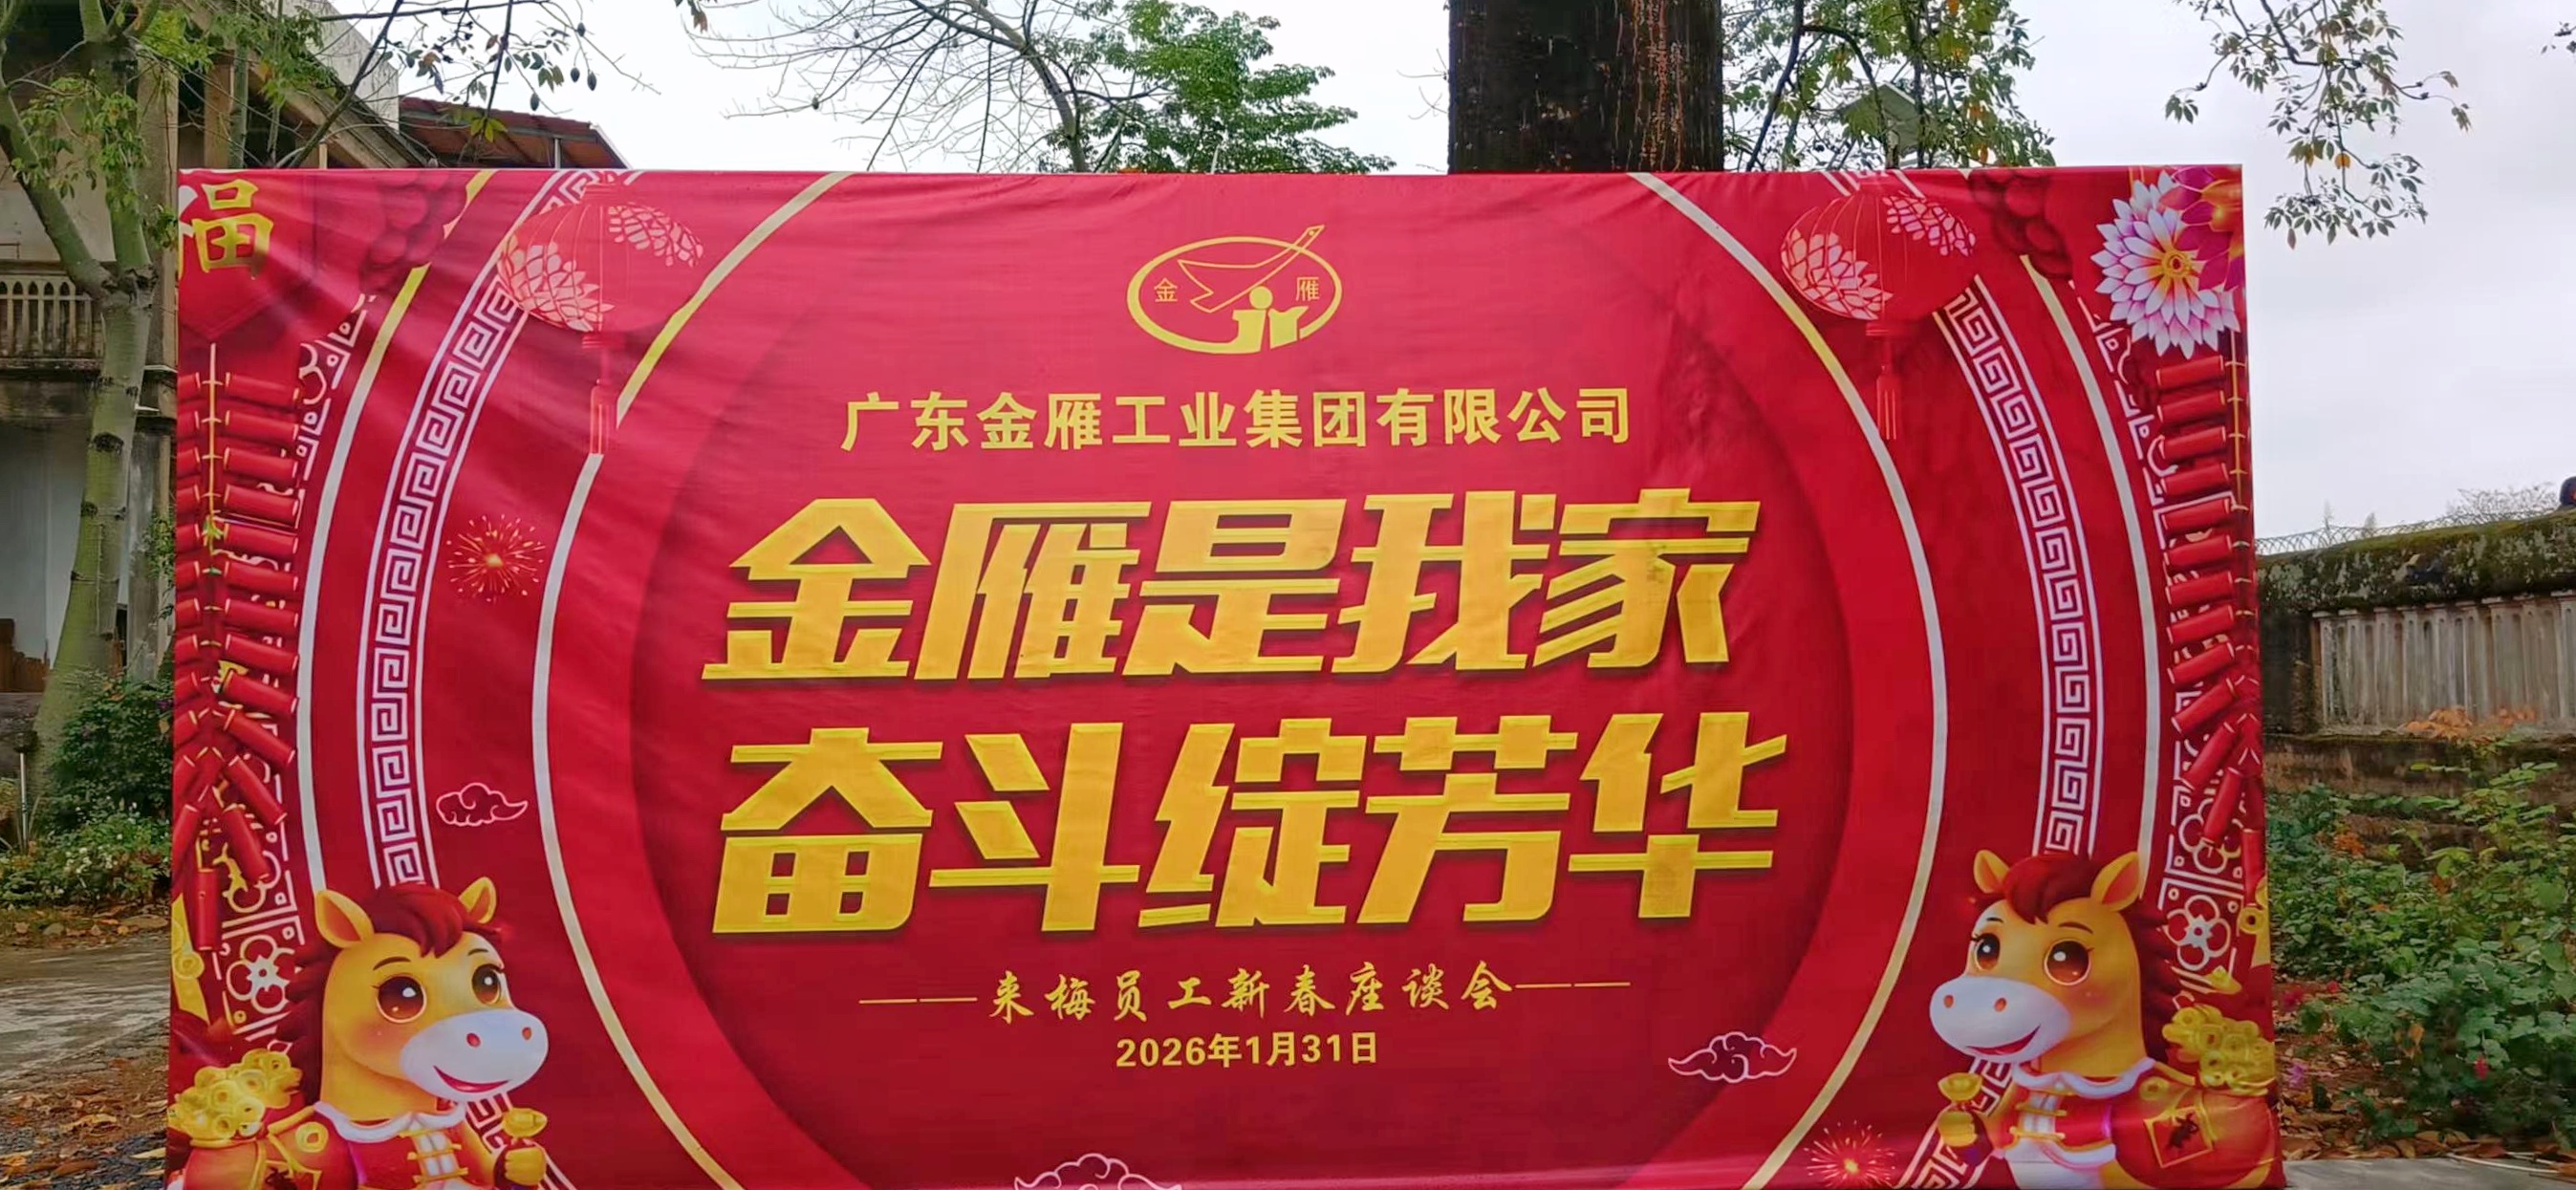 福
金 雁
广东金雁工业集团有限公司
金雁是我家
奋斗绽芳华
——来梅员工新春座谈会——
2026年1月31日